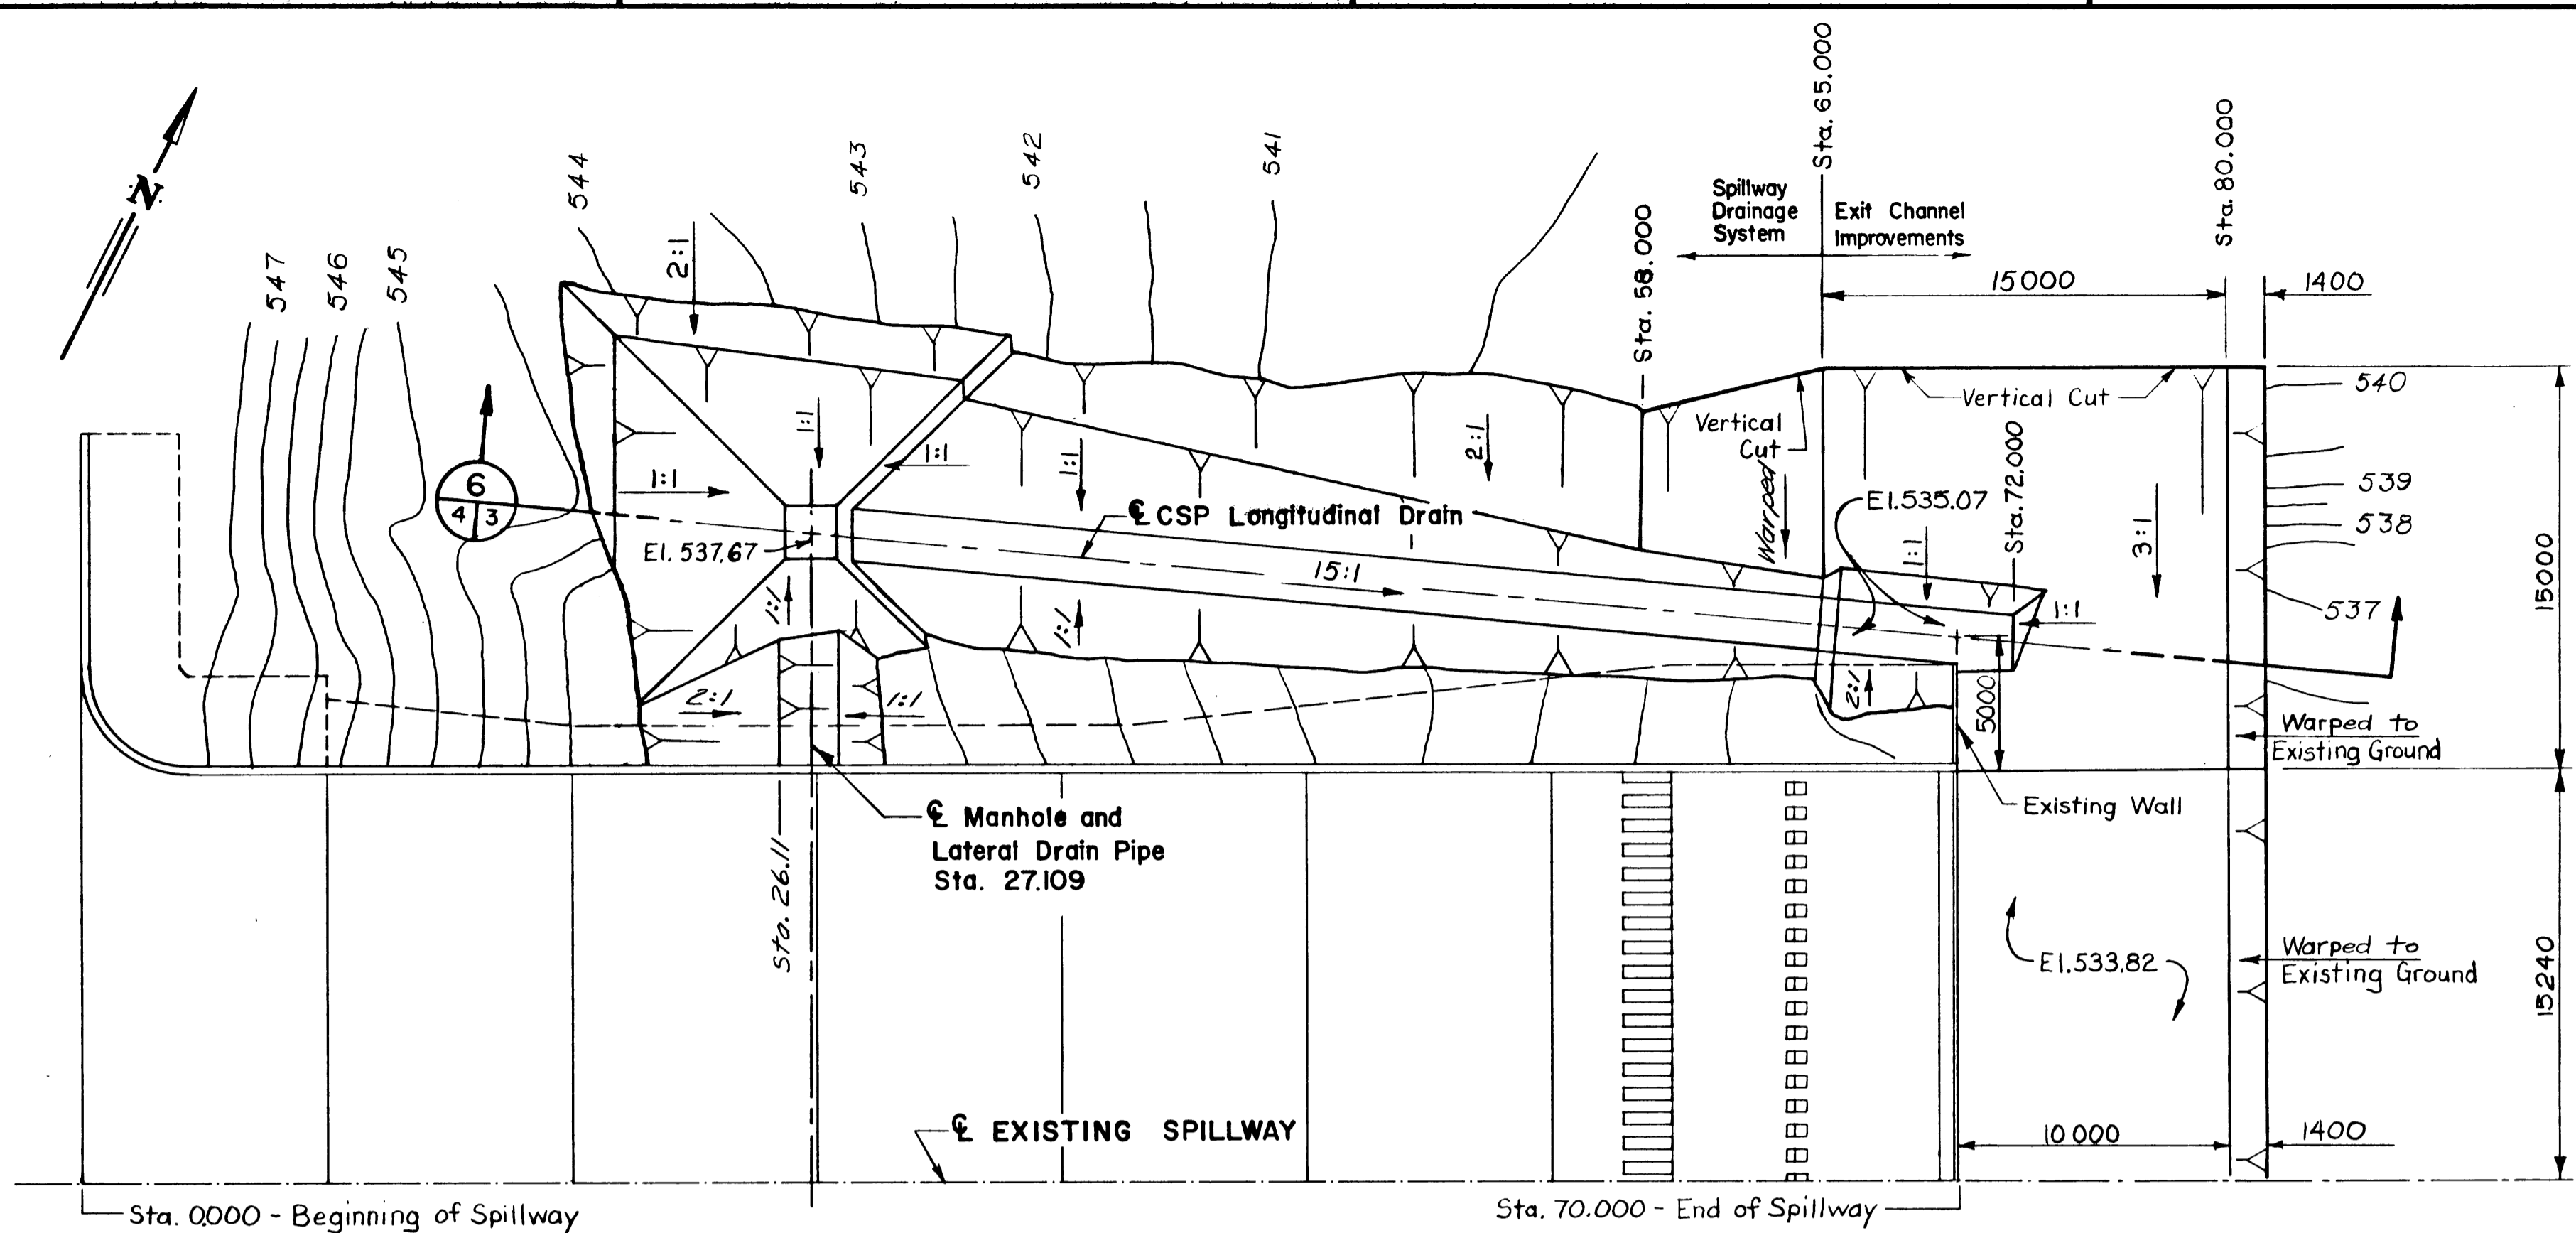 N
547
546
545
544
543
542
541
2:1
Sta. 58.000
Sta. 65.000
Sta. 80.000
Spillway
Drainage
System
Exit Channel
Improvements
15000
1400
Vertical Cut
Vertical
Cut
Warped
540
539
538
537
6
4 3
1:1
1:1
1:1
1:1
2:1
℄ CSP Longitudinal Drain
El. 537.67
15:1
El. 535.07
Sta. 72.000
1:1
3:1
1:1
15000
1:1
1:1
2:1
1:1
2:1
5000
Warped to
Existing Ground
Existing Wall
℄ Manhole and
Lateral Drain Pipe
Sta. 27.109
Sta. 26.11
El. 533.82
Warped to
Existing Ground
15240
℄ EXISTING SPILLWAY
10 000
1400
Sta. 0.000 - Beginning of Spillway
Sta. 70.000 - End of Spillway